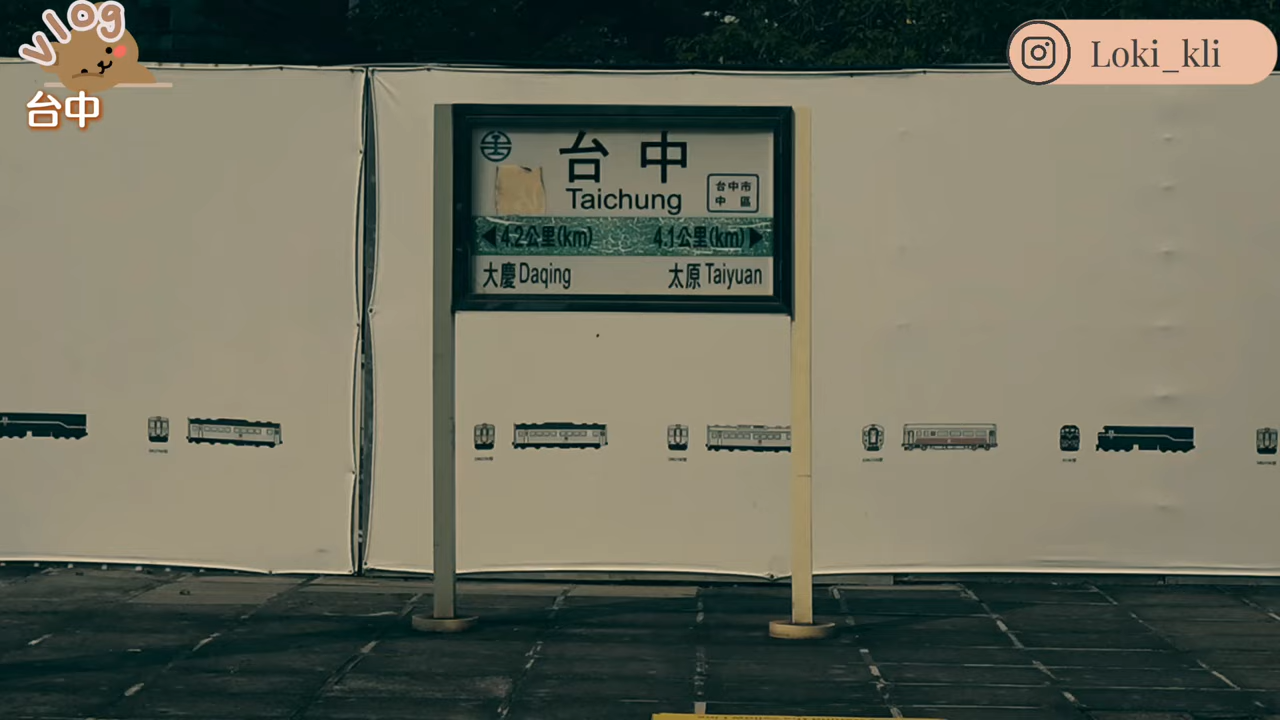 vlog
台中
Loki_kli
台中
Taichung
台中市
中區
4.2公里(km) 4.1公里(km)
大慶 Daqing 太原 Taiyuan